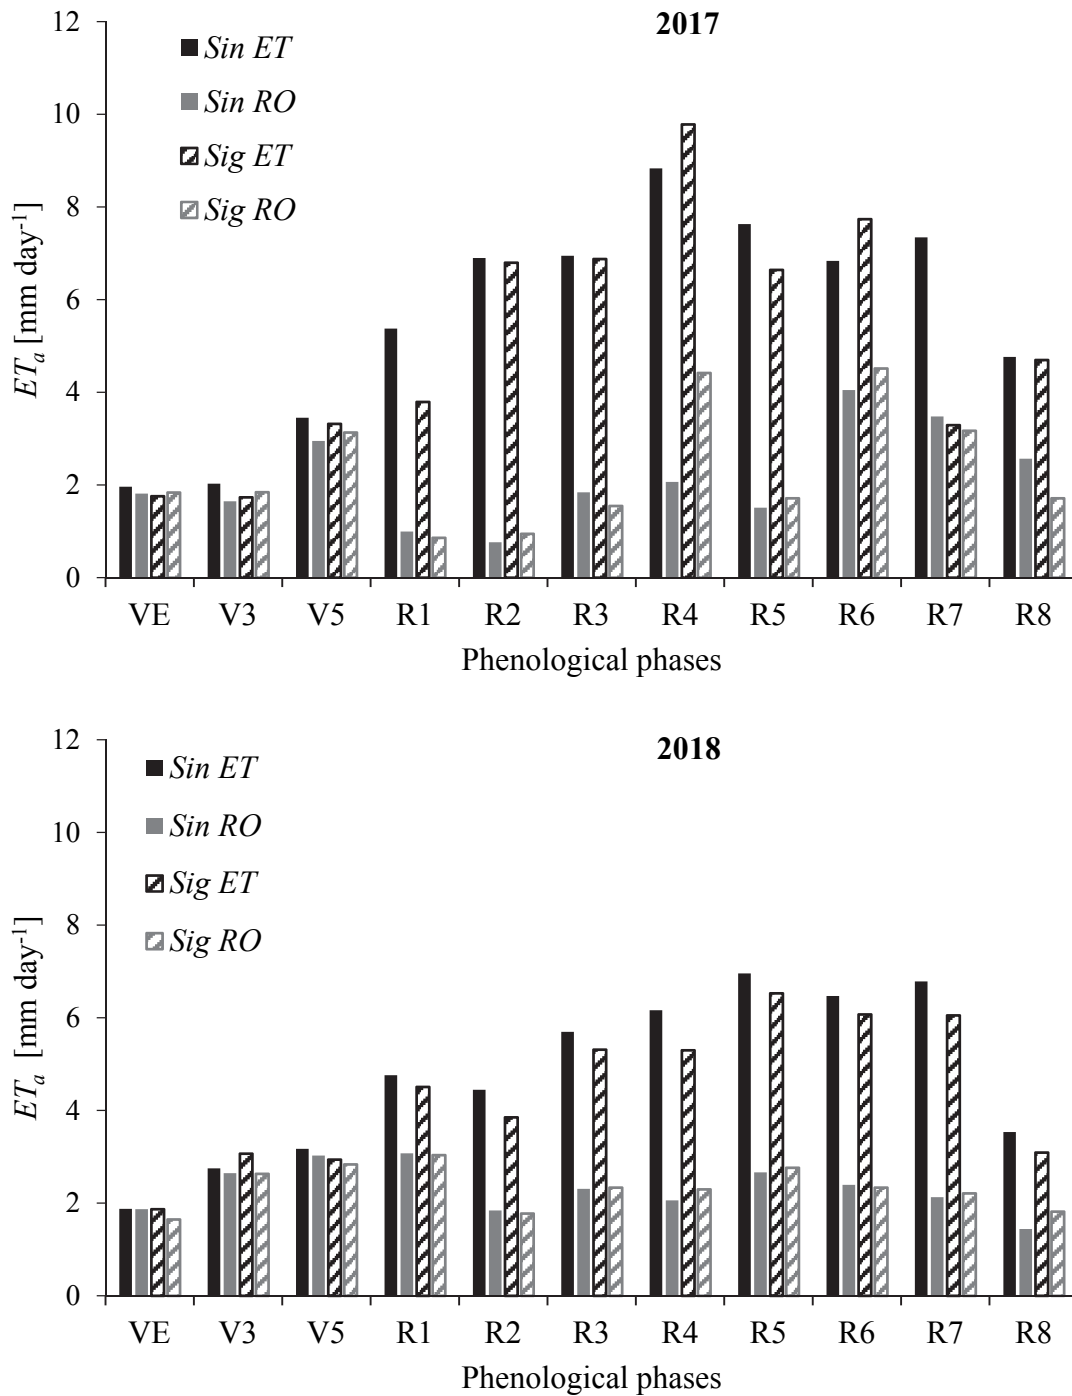 2017
Sin ET
Sin RO
Sig ET
Sig RO
ETa [mm day-1]
12
10
8
6
4
2
0
VE V3 V5 R1 R2 R3 R4 R5 R6 R7 R8
Phenological phases
2018
Sin ET
Sin RO
Sig ET
Sig RO
ETa [mm day-1]
12
10
8
6
4
2
0
VE V3 V5 R1 R2 R3 R4 R5 R6 R7 R8
Phenological phases